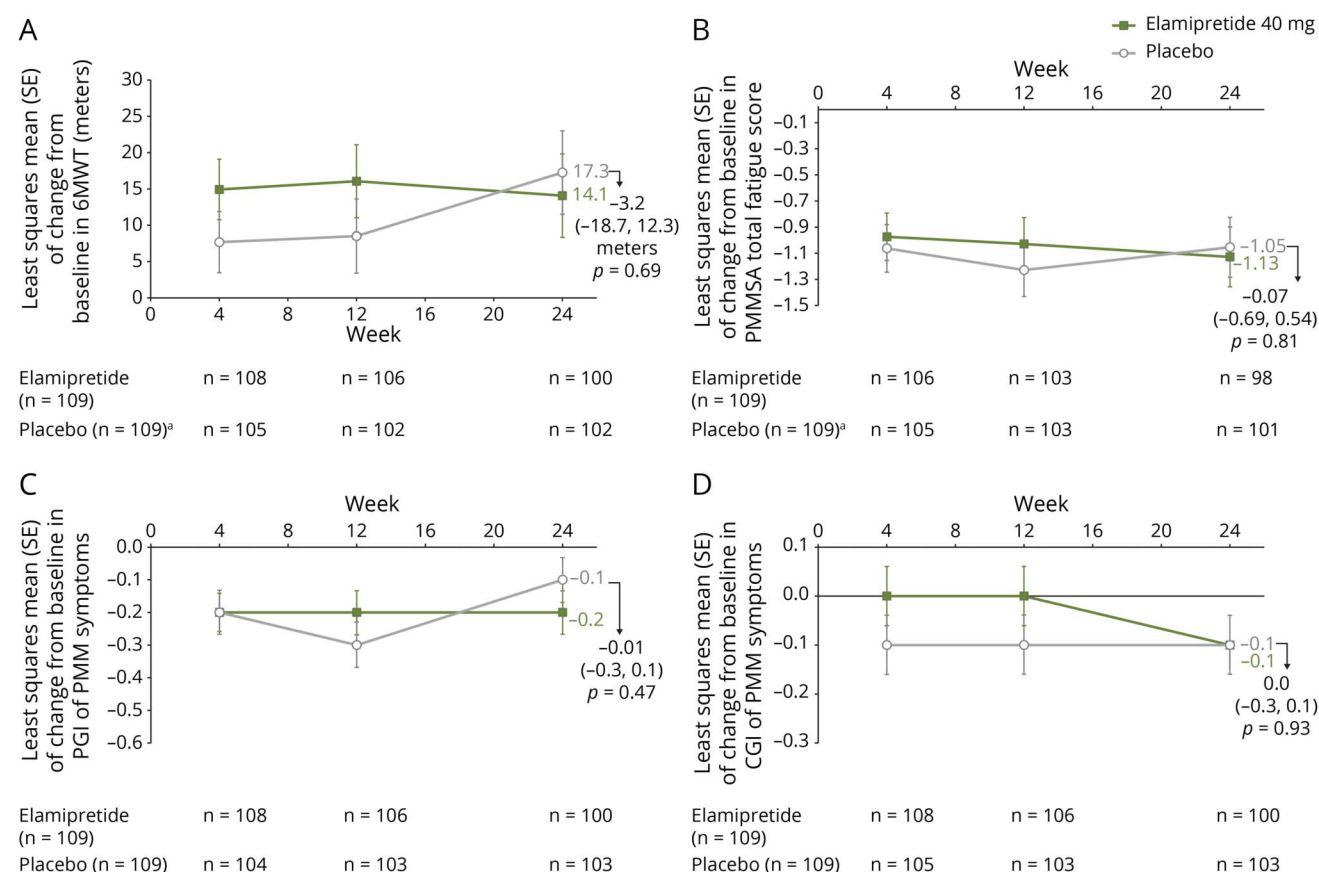 A
Least squares mean (SE)
of change from
baseline in 6MWT (meters)
30
25
20
15
10
5
0
0 4 8 12 16 20 24
Week
17.3
14.1
–3.2
(–18.7, 12.3)
meters
p = 0.69
Elamipretide n = 108 n = 106 n = 100
(n = 109)
Placebo (n = 109)a n = 105 n = 102 n = 102
B
Elamipretide 40 mg
Placebo
Week
0 4 8 12 16 20 24
Least squares mean (SE)
of change from baseline in
PMMSA total fatigue score
–0.1
–0.3
–0.5
–0.7
–0.9
–1.1
–1.3
–1.5
–1.05
–1.13
–0.07
(–0.69, 0.54)
p = 0.81
Elamipretide n = 106 n = 103 n = 98
(n = 109)
Placebo (n = 109)a n = 105 n = 103 n = 101
C
Week
0 4 8 12 16 20 24
Least squares mean (SE)
of change from baseline in
PGI of PMM symptoms
0.0
–0.1
–0.2
–0.3
–0.4
–0.5
–0.6
–0.1
–0.2
–0.01
(–0.3, 0.1)
p = 0.47
Elamipretide n = 108 n = 106 n = 100
(n = 109)
Placebo (n = 109) n = 104 n = 103 n = 103
D
Week
0 4 8 12 16 20 24
Least squares mean (SE)
of change from baseline in
CGI of PMM symptoms
0.1
0.0
–0.1
–0.2
–0.3
–0.1
–0.1
0.0
(–0.3, 0.1)
p = 0.93
Elamipretide n = 108 n = 106 n = 100
(n = 109)
Placebo (n = 109) n = 105 n = 103 n = 103